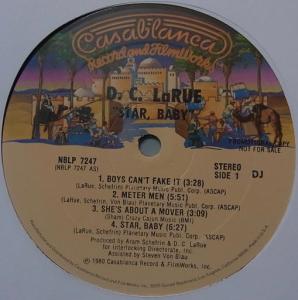 Casablanca
Record and FilmWorks
D. C. LaRUE
"STAR, BABY"
PROMOTIONAL COPY
NOT FOR SALE
NBLP 7247
(NBLP 7247 AS)
STEREO
SIDE 1 DJ
1. BOYS CAN'T FAKE IT (3:28)
(LaRue, Schefrin) Planetary Music Publ. Corp. (ASCAP)
2. METER MEN (5:51)
(LaRue, Schefrin, Von Blau) Planetary Music Publ. Corp. (ASCAP)
3. SHE'S ABOUT A MOVER (3:09)
(Sham) Crazy Cajun Music (BMI)
4. STAR, BABY (6:27)
(LaRue, Schefrin) Planetary Music Publ. Corp. (ASCAP)
Produced by Aram Schefrin & D. C. LaRue
Assisted by Steven Von Blau
℗ 1980 Casablanca Record & FilmWorks, Inc.